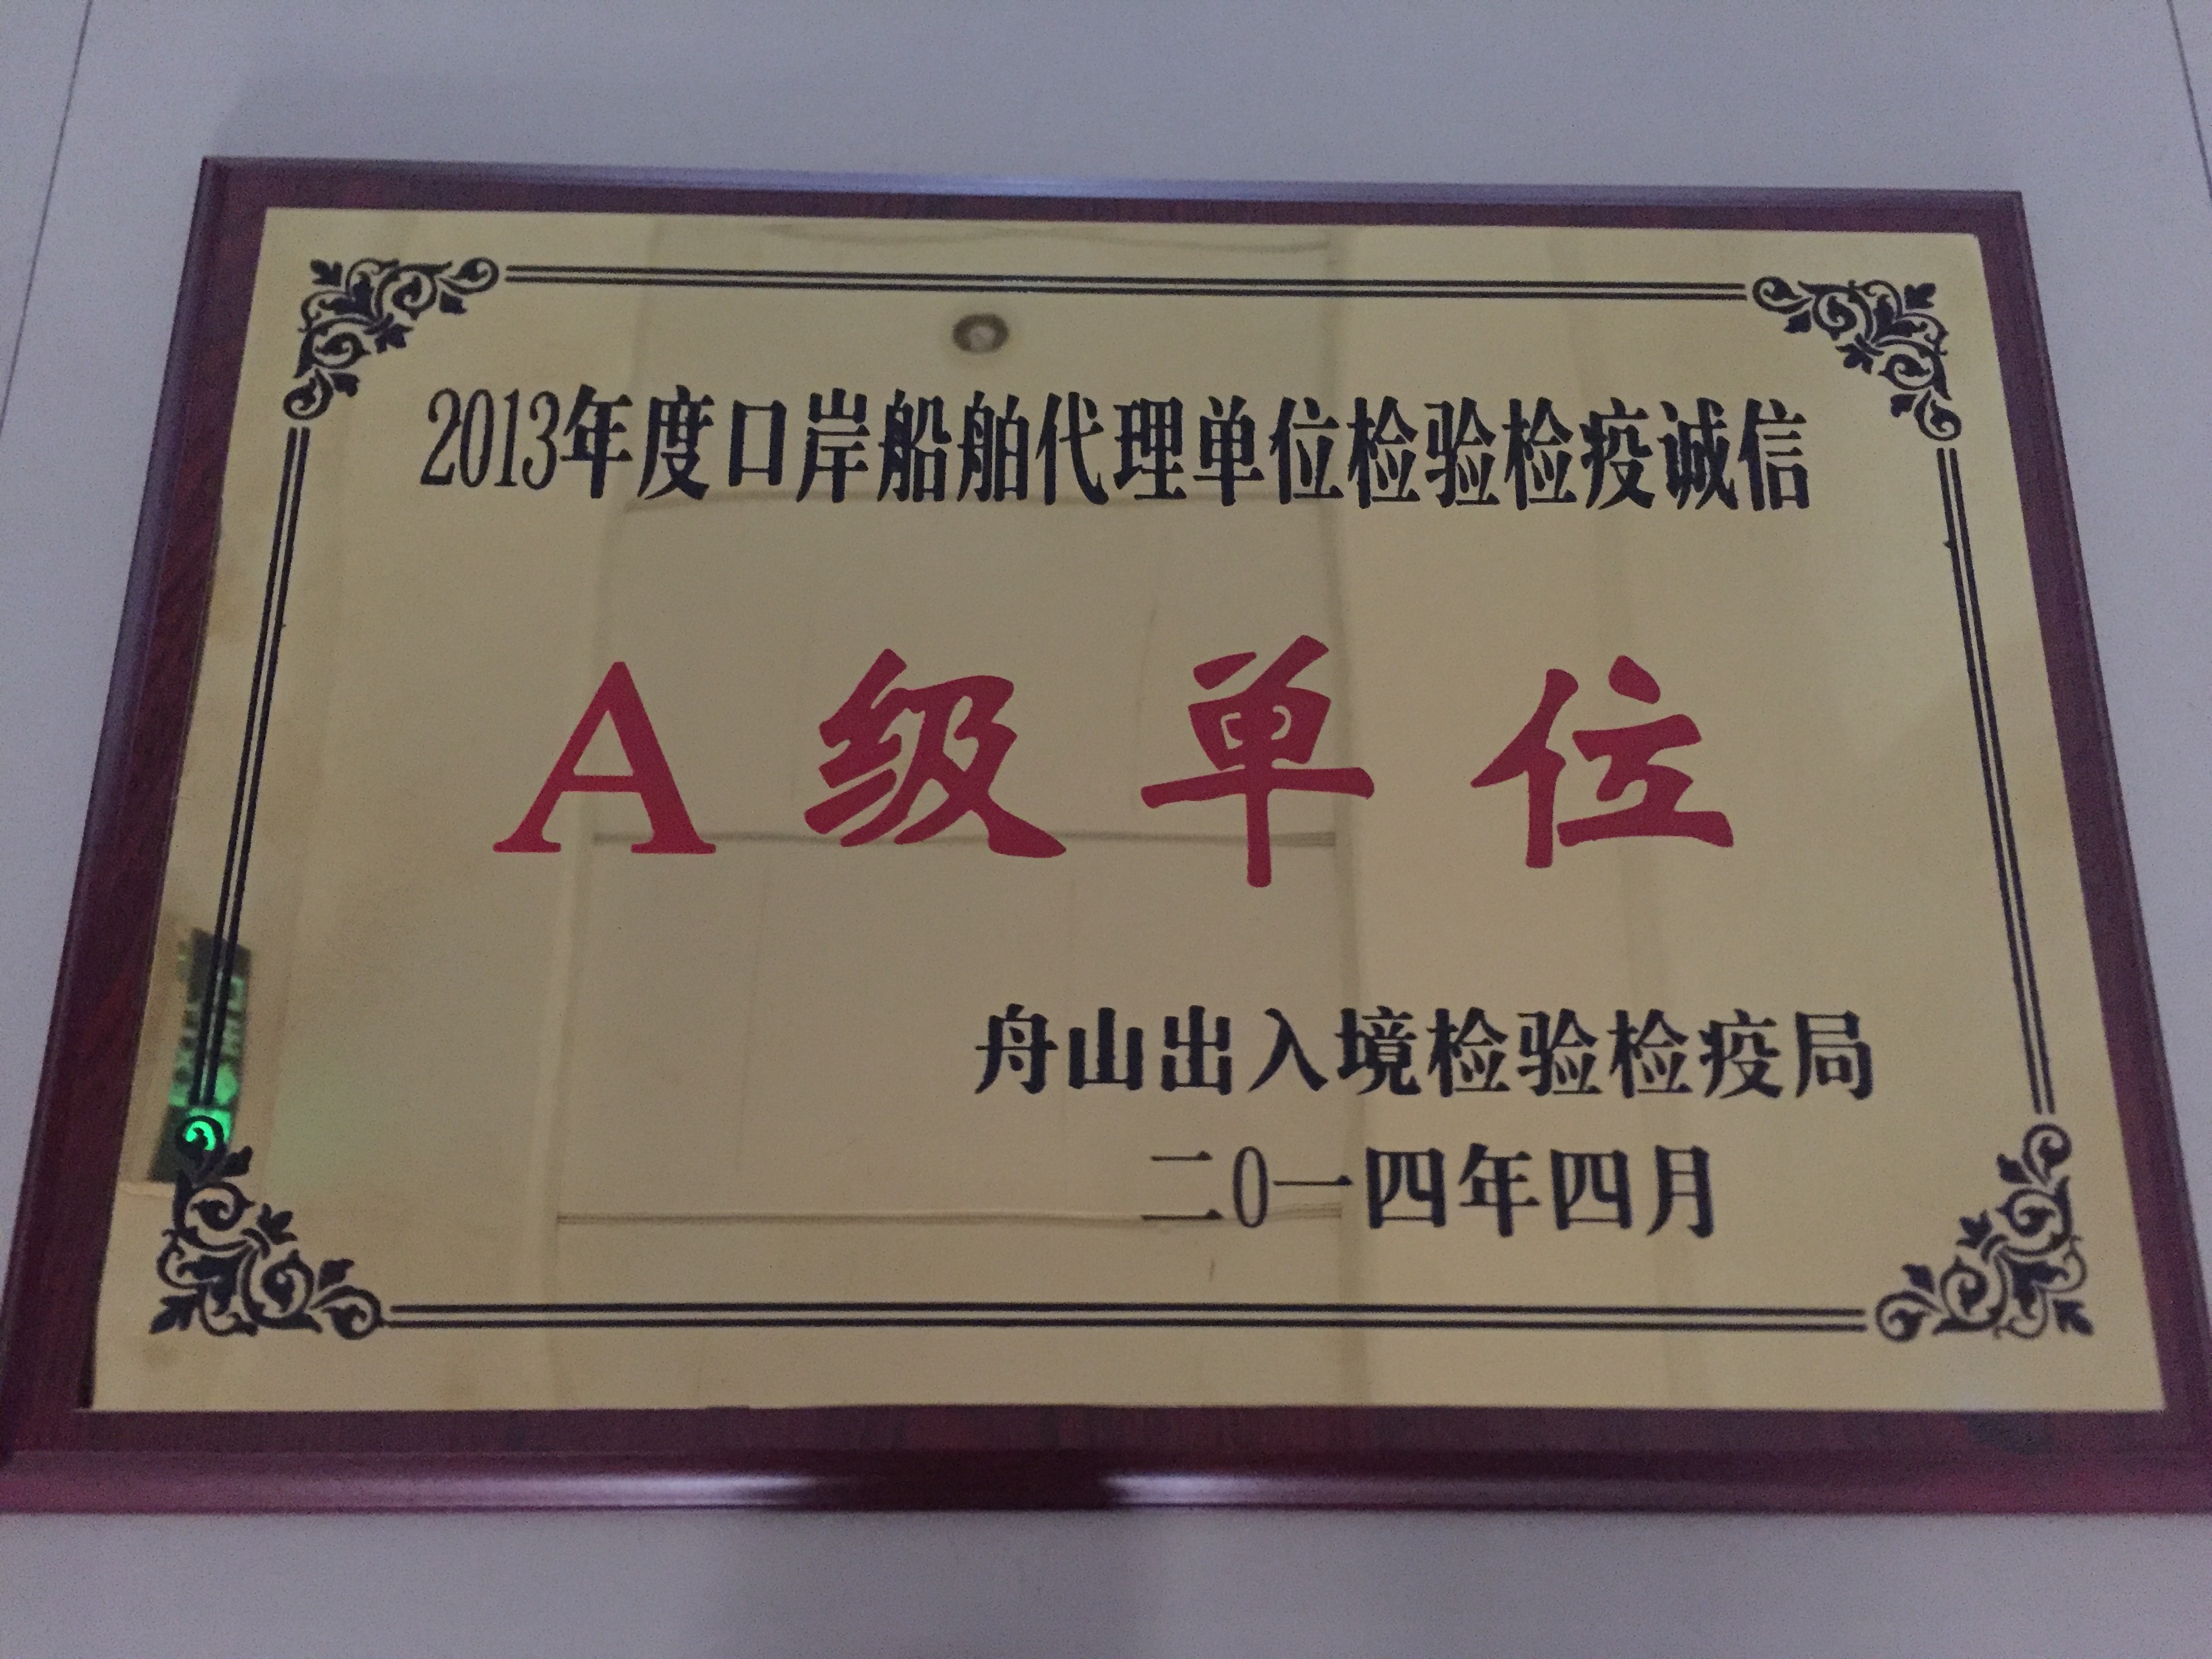 2013年度口岸船舶代理单位检验检疫诚信
A级单位
舟山出入境检验检疫局
二0一四年四月